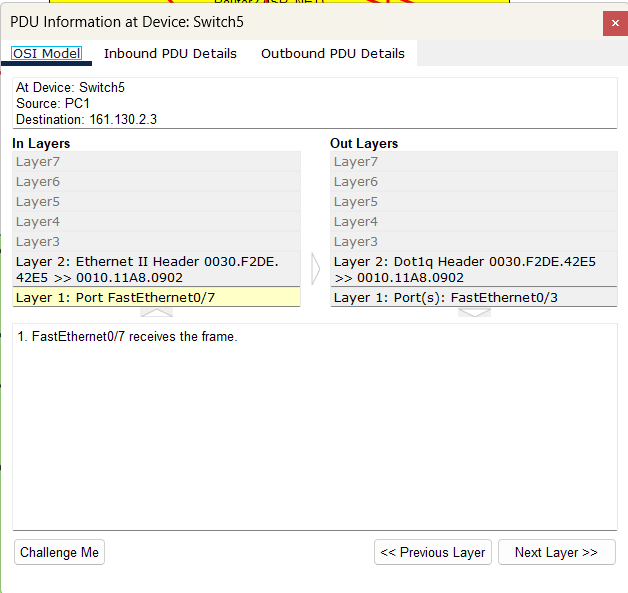 PDU Information at Device: Switch5
OSI Model Inbound PDU Details Outbound PDU Details
At Device: Switch5
Source: PC1
Destination: 161.130.2.3
In Layers
Layer7
Layer6
Layer5
Layer4
Layer3
Layer 2: Ethernet II Header 0030.F2DE.
42E5 >> 0010.11A8.0902
Layer 1: Port FastEthernet0/7
Out Layers
Layer7
Layer6
Layer5
Layer4
Layer3
Layer 2: Dot1q Header 0030.F2DE.42E5
>> 0010.11A8.0902
Layer 1: Port(s): FastEthernet0/3
1. FastEthernet0/7 receives the frame.
Challenge Me
<< Previous Layer
Next Layer >>